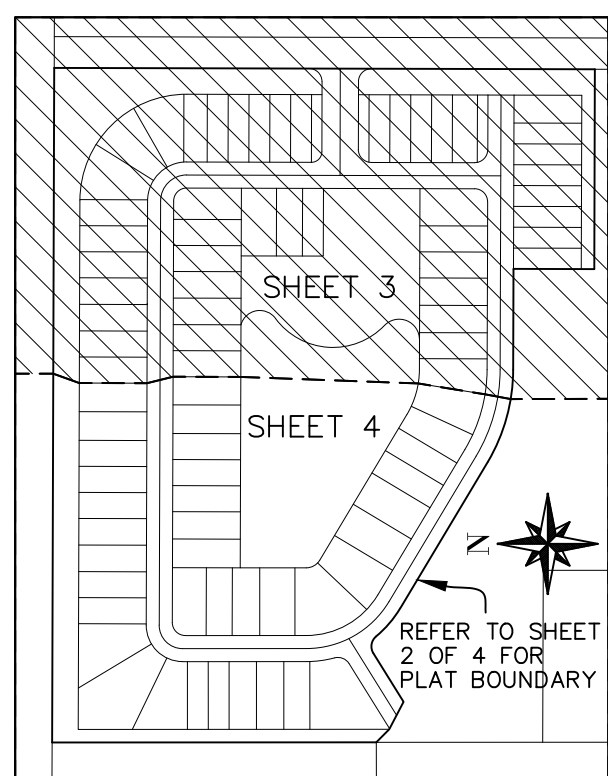 SHEET 3
SHEET 4
N
REFER TO SHEET
2 OF 4 FOR
PLAT BOUNDARY